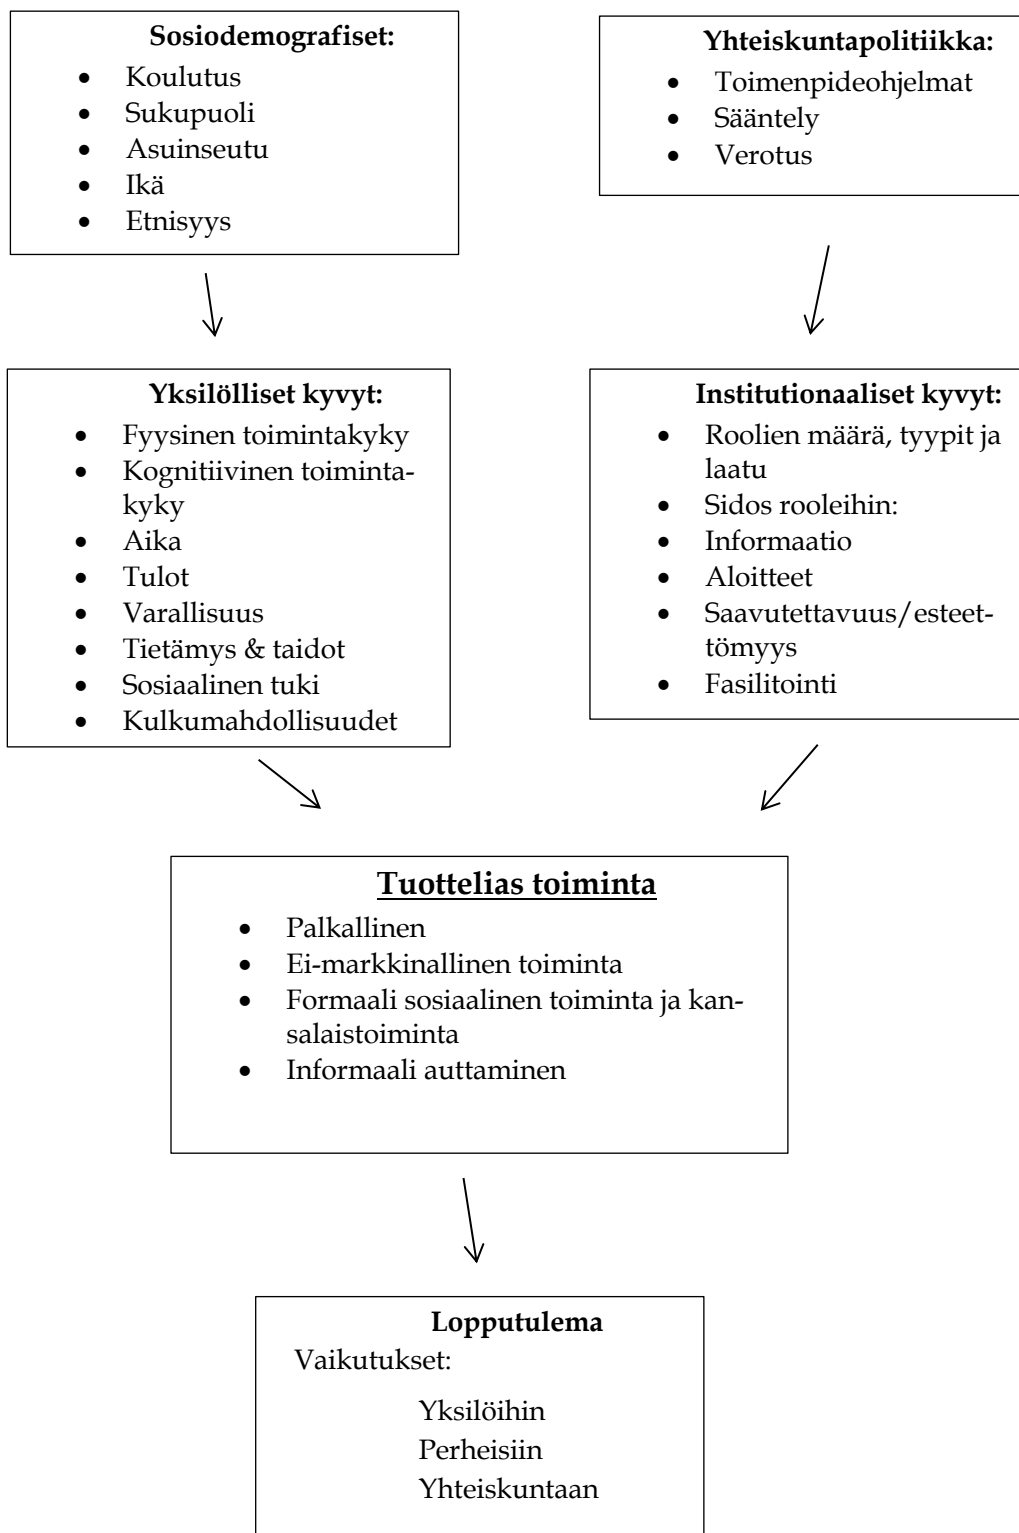 Sosiodemografiset:
• Koulutus
• Sukupuoli
• Asuinseutu
• Ikä
• Etnisyys
Yhteiskuntapolitiikka:
• Toimenpideohjelmat
• Sääntely
• Verotus
Yksilölliset kyvyt:
• Fyysinen toimintakyky
• Kognitiivinen toiminta-
kyky
• Aika
• Tulot
• Varallisuus
• Tietämys & taidot
• Sosiaalinen tuki
• Kulkumahdollisuudet
Institutionaaliset kyvyt:
• Roolien määrä, tyypit ja
laatu
• Sidos rooleihin:
• Informaatio
• Aloitteet
• Saavutettavuus/esteet-
tömyys
• Fasilitointi
Tuottelias toiminta
• Palkallinen
• Ei-markkinallinen toiminta
• Formaali sosiaalinen toiminta ja kan-
salaistoiminta
• Informaali auttaminen
Lopputulema
Vaikutukset:
Yksilöihin
Perheisiin
Yhteiskuntaan